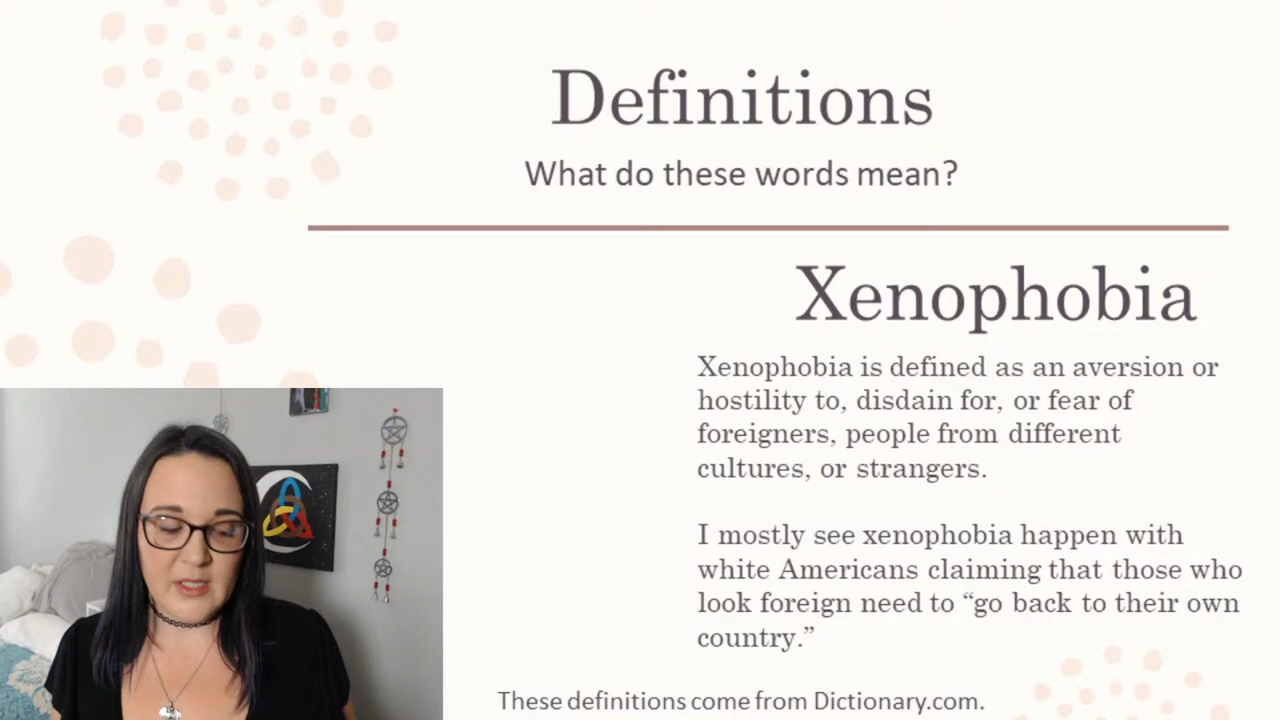 Definitions
What do these words mean?
Xenophobia
Xenophobia is defined as an aversion or
hostility to, disdain for, or fear of
foreigners, people from different
cultures, or strangers.
I mostly see xenophobia happen with
white Americans claiming that those who
look foreign need to “go back to their own
country.”
These definitions come from Dictionary.com.